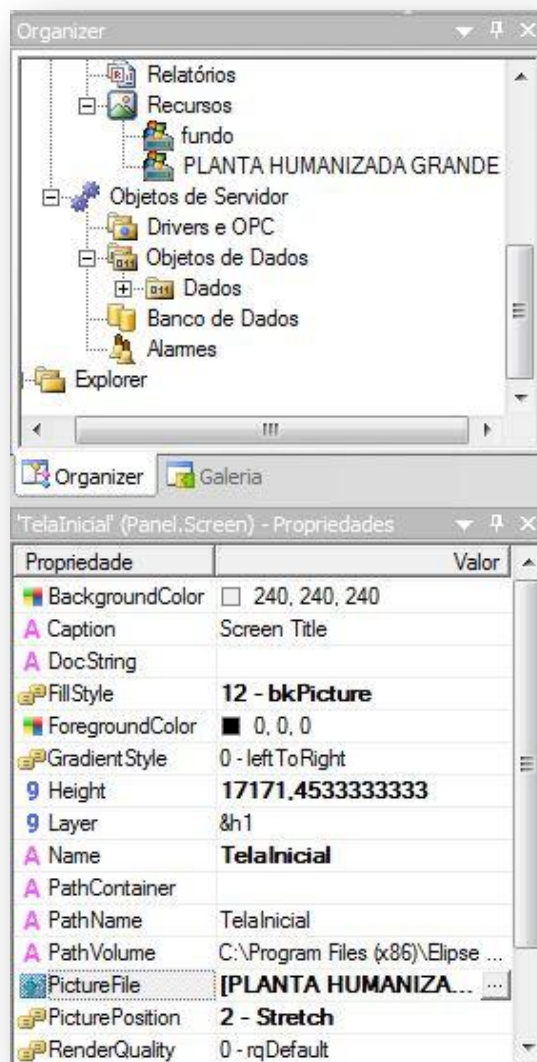 Organizer
Relatórios
Recursos
fundo
PLANTA HUMANIZADA GRANDE
Objetos de Servidor
Drivers e OPC
Objetos de Dados
Dados
Banco de Dados
Alarmes
Explorer
Organizer Galeria
'TelaInicial' (Panel.Screen) - Propriedades
Propriedade Valor
BackgroundColor 240, 240, 240
A Caption Screen Title
A DocString
FillStyle 12 - bkPicture
ForegroundColor 0, 0, 0
GradientStyle 0 - leftToRight
9 Height 17171,4533333333
9 Layer &h1
A Name TelaInicial
A PathContainer
A PathName TelaInicial
A PathVolume C:\Program Files (x86)\Elipse ...
PictureFile [PLANTA HUMANIZA... ...
PicturePosition 2 - Stretch
RenderQuality 0 - rqDefault